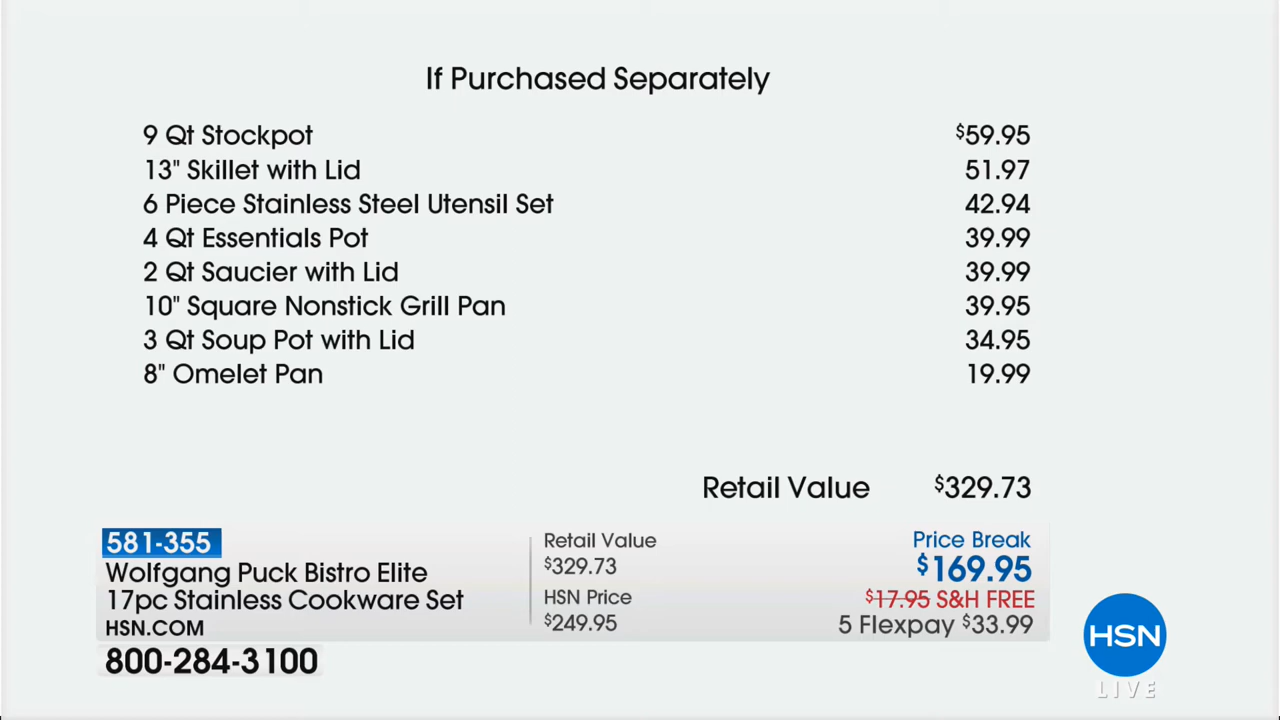 If Purchased Separately
9 Qt Stockpot $59.95
13" Skillet with Lid 51.97
6 Piece Stainless Steel Utensil Set 42.94
4 Qt Essentials Pot 39.99
2 Qt Saucier with Lid 39.99
10" Square Nonstick Grill Pan 39.95
3 Qt Soup Pot with Lid 34.95
8" Omelet Pan 19.99
Retail Value $329.73
581-355
Wolfgang Puck Bistro Elite
17pc Stainless Cookware Set
HSN.COM
800-284-3100
Retail Value
$329.73
HSN Price
$249.95
Price Break
$169.95
$17.95 S&H FREE
5 Flexpay $33.99
HSN
LIVE